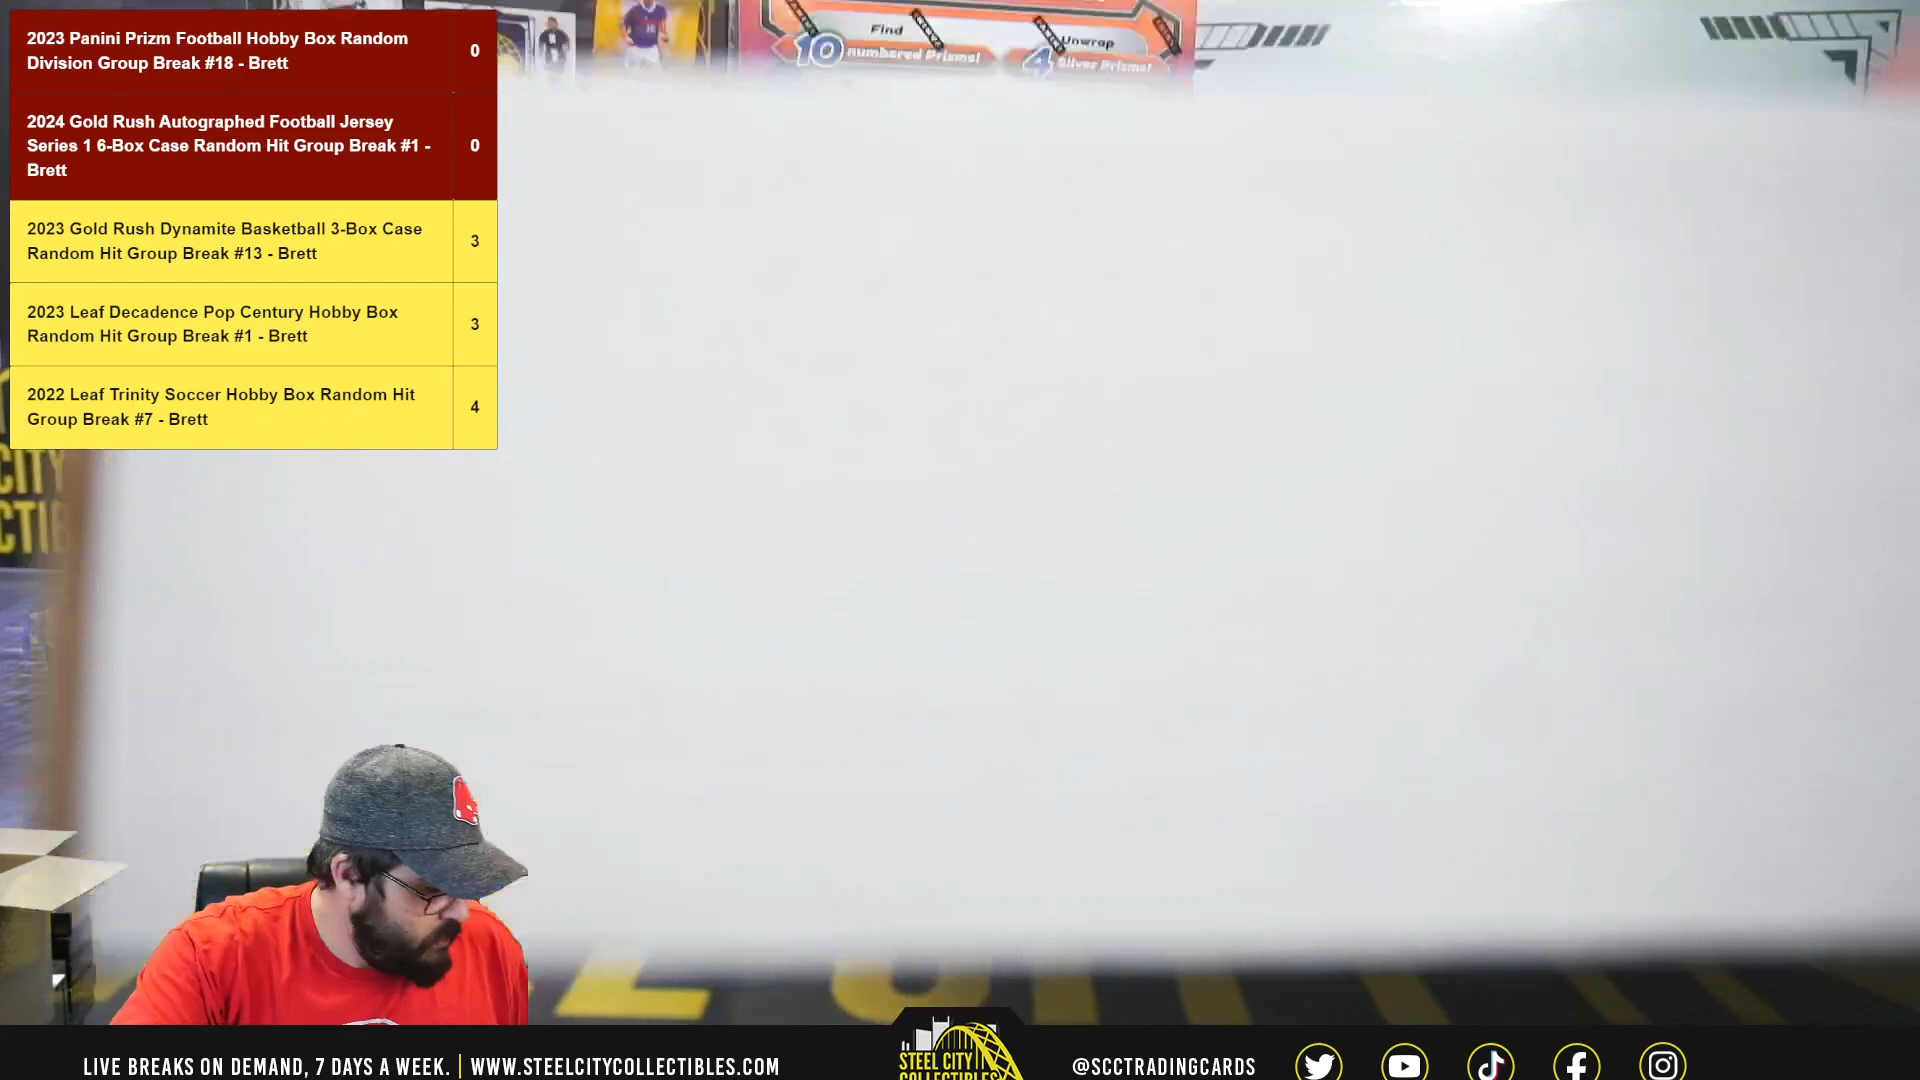 2023 Panini Prizm Football Hobby Box Random
Division Group Break #18 - Brett
0
2024 Gold Rush Autographed Football Jersey
Series 1 6-Box Case Random Hit Group Break #1 -
Brett
0
2023 Gold Rush Dynamite Basketball 3-Box Case
Random Hit Group Break #13 - Brett
3
2023 Leaf Decadence Pop Century Hobby Box
Random Hit Group Break #1 - Brett
3
2022 Leaf Trinity Soccer Hobby Box Random Hit
Group Break #7 - Brett
4
Find
10 numbered Prizms!
Unwrap
4 Silver Prizms!
CITY
CTIB
LIVE BREAKS ON DEMAND, 7 DAYS A WEEK. | WWW.STEELCITYCOLLECTIBLES.COM
STEEL CITY
COLLECTIBLES
@SCCTRADINGCARDS